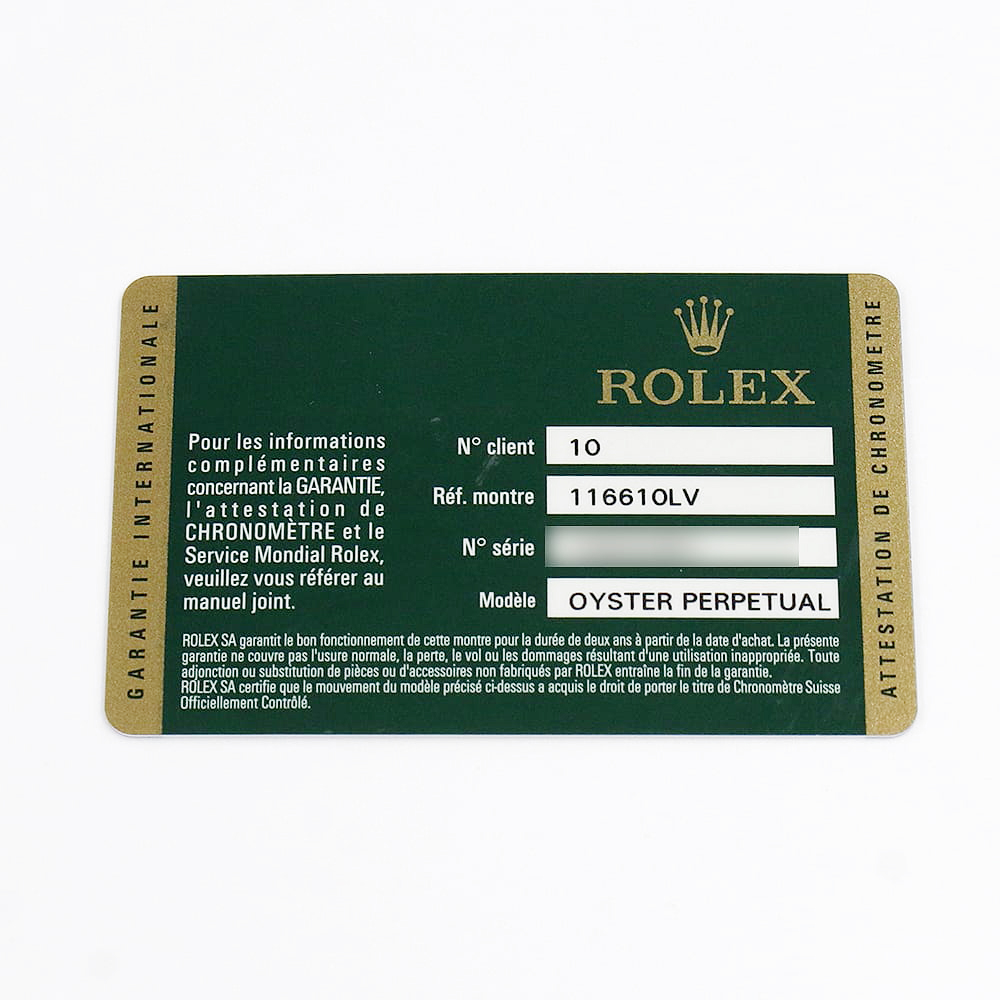 GARANTIE INTERNATIONALE
ROLEX
Pour les informations
complémentaires
concernant la GARANTIE,
l'attestation de
CHRONOMÈTRE et le
Service Mondial Rolex,
veuillez vous référer au
manuel joint.
N° client 10
Réf. montre 116610LV
N° série
Modèle OYSTER PERPETUAL
ROLEX SA garantit le bon fonctionnement de cette montre pour la durée de deux ans à partir de la date d'achat. La présente
garantie ne couvre pas l'usure normale, la perte, le vol ou les dommages résultant d'une utilisation inappropriée. Toute
adjonction ou substitution de pièces ou d'accessoires non fabriqués par ROLEX entraîne la fin de la garantie.
ROLEX SA certifie que le mouvement du modèle précisé ci-dessus a acquis le droit de porter le titre de Chronomètre Suisse
Officiellement Contrôlé.
ATTESTATION DE CHRONOMETRE